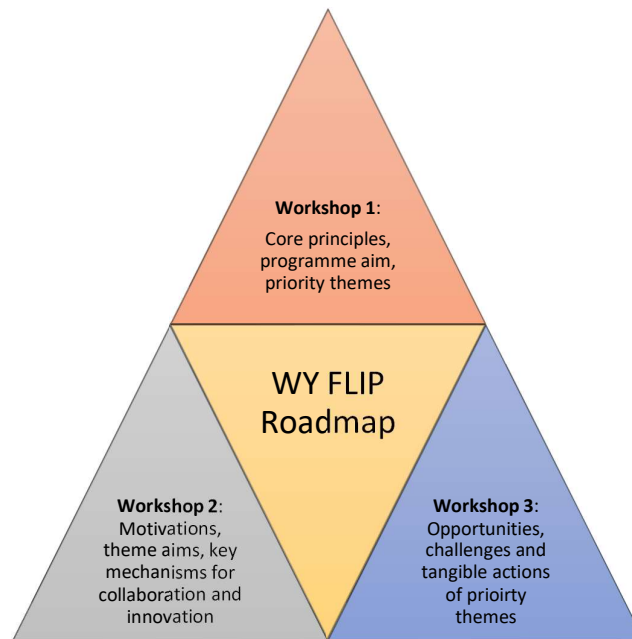 Workshop 1:
Core principles,
programme aim,
priority themes
WY FLIP
Roadmap
Workshop 2:
Motivations,
theme aims, key
mechanisms for
collaboration and
innovation
Workshop 3:
Opportunities,
challenges and
tangible actions
of prioirty
themes